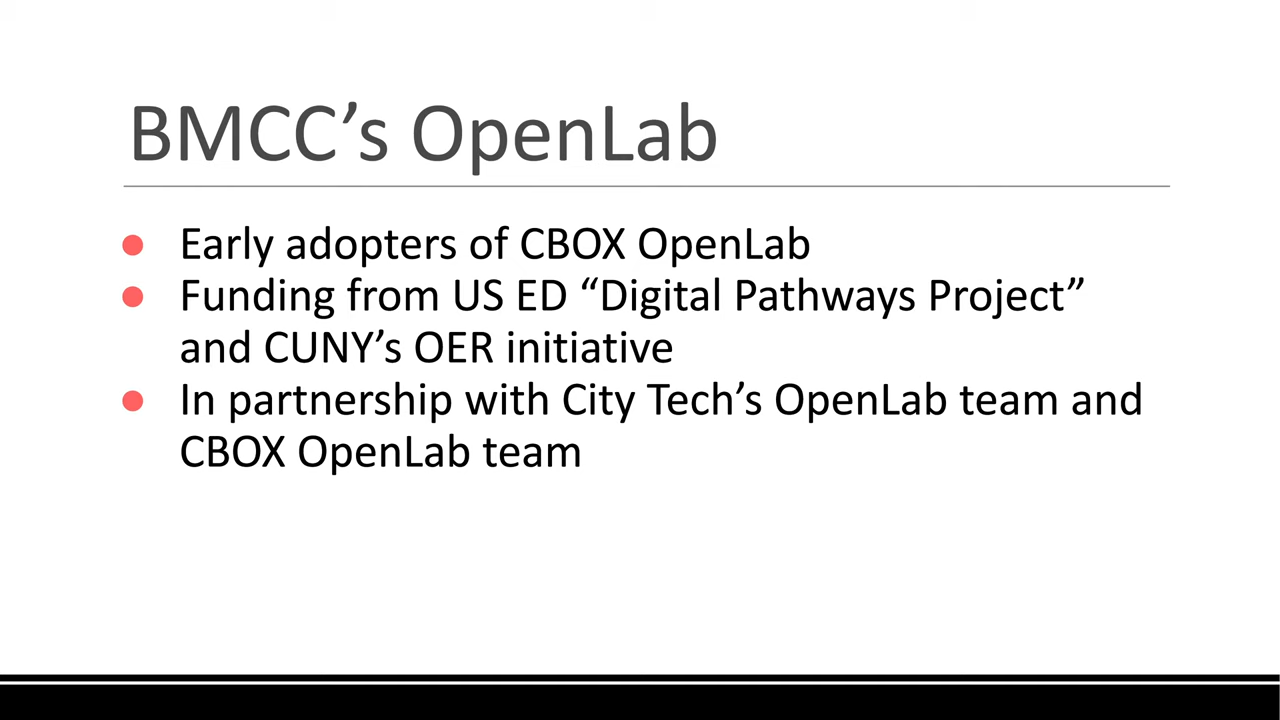 BMCC’s OpenLab
● Early adopters of CBOX OpenLab
● Funding from US ED “Digital Pathways Project”
and CUNY’s OER initiative
● In partnership with City Tech’s OpenLab team and
CBOX OpenLab team